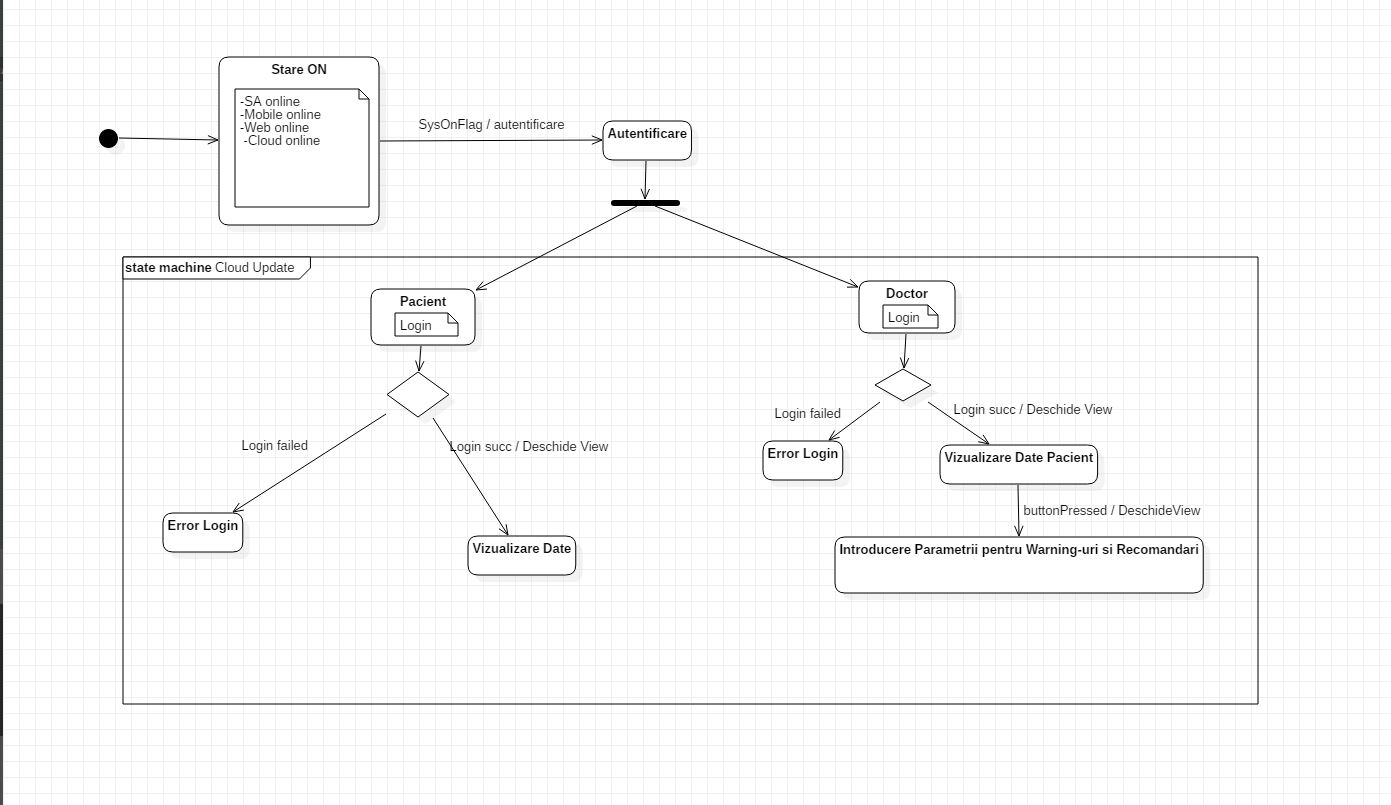 Stare ON
-SA online
-Mobile online
-Web online
-Cloud online
SysOnFlag / autentificare
Autentificare
state machine Cloud Update
Pacient
Login
Doctor
Login
Login failed
Login succ / Deschide View
Login failed
Login succ / Deschide View
Error Login
Vizualizare Date Pacient
buttonPressed / DeschideView
Error Login
Vizualizare Date
Introducere Parametrii pentru Warning-uri si Recomandari